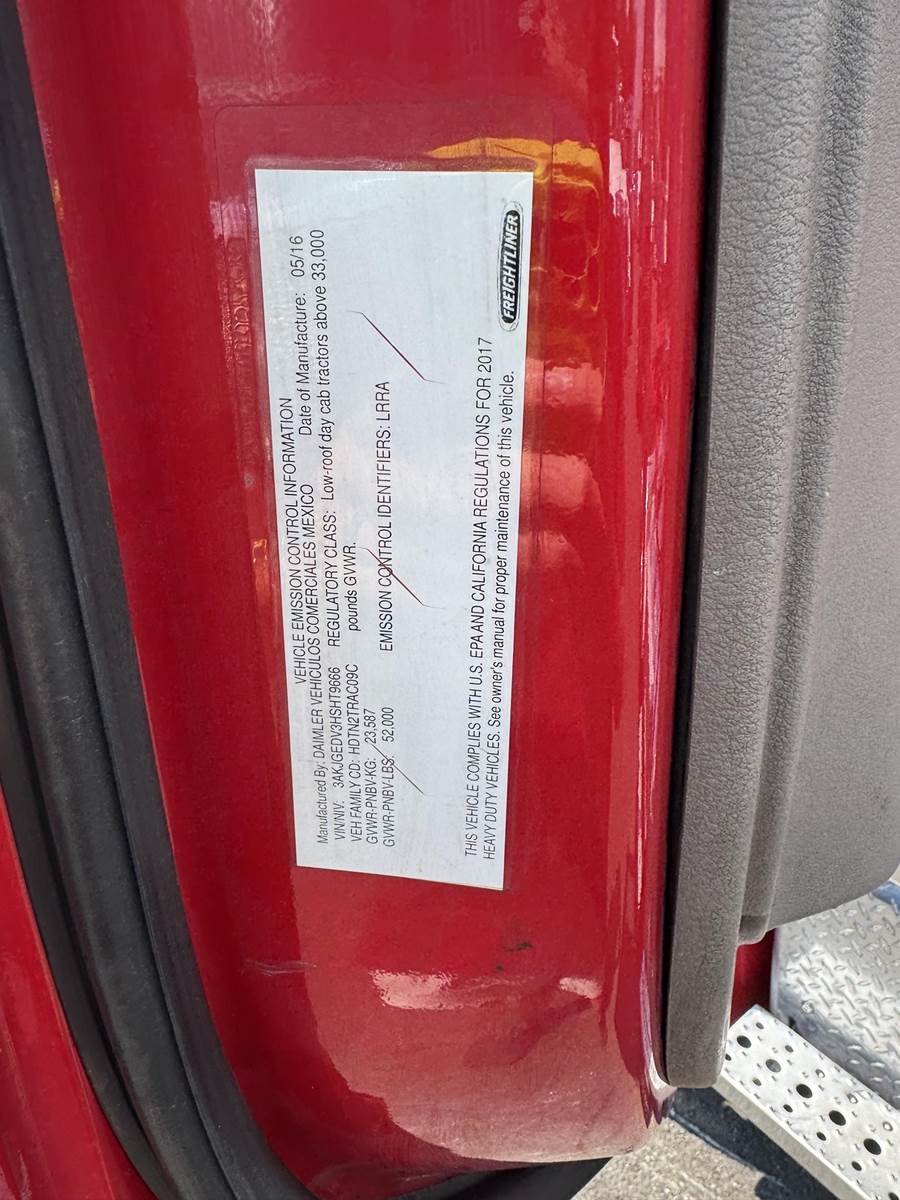 VEHICLE EMISSION CONTROL INFORMATION
Manufactured By: DAIMLER VEHICULOS COMERCIALES MEXICO Date of Manufacture: 05/16
VIN/NIV: 3AKJGEDV3HSHT9666 REGULATORY CLASS: Low-roof day cab tractors above 33,000
VEH FAMILY CD: HDTN2TRAC09C pounds GVWR.
GVWR-PNBV-KG: 23,587
GVWR-PNBV-LBS: 52,000 EMISSION CONTROL IDENTIFIERS: LRRA
THIS VEHICLE COMPLIES WITH U.S. EPA AND CALIFORNIA REGULATIONS FOR 2017
HEAVY DUTY VEHICLES. See owner's manual for proper maintenance of this vehicle.
FREIGHTLINER